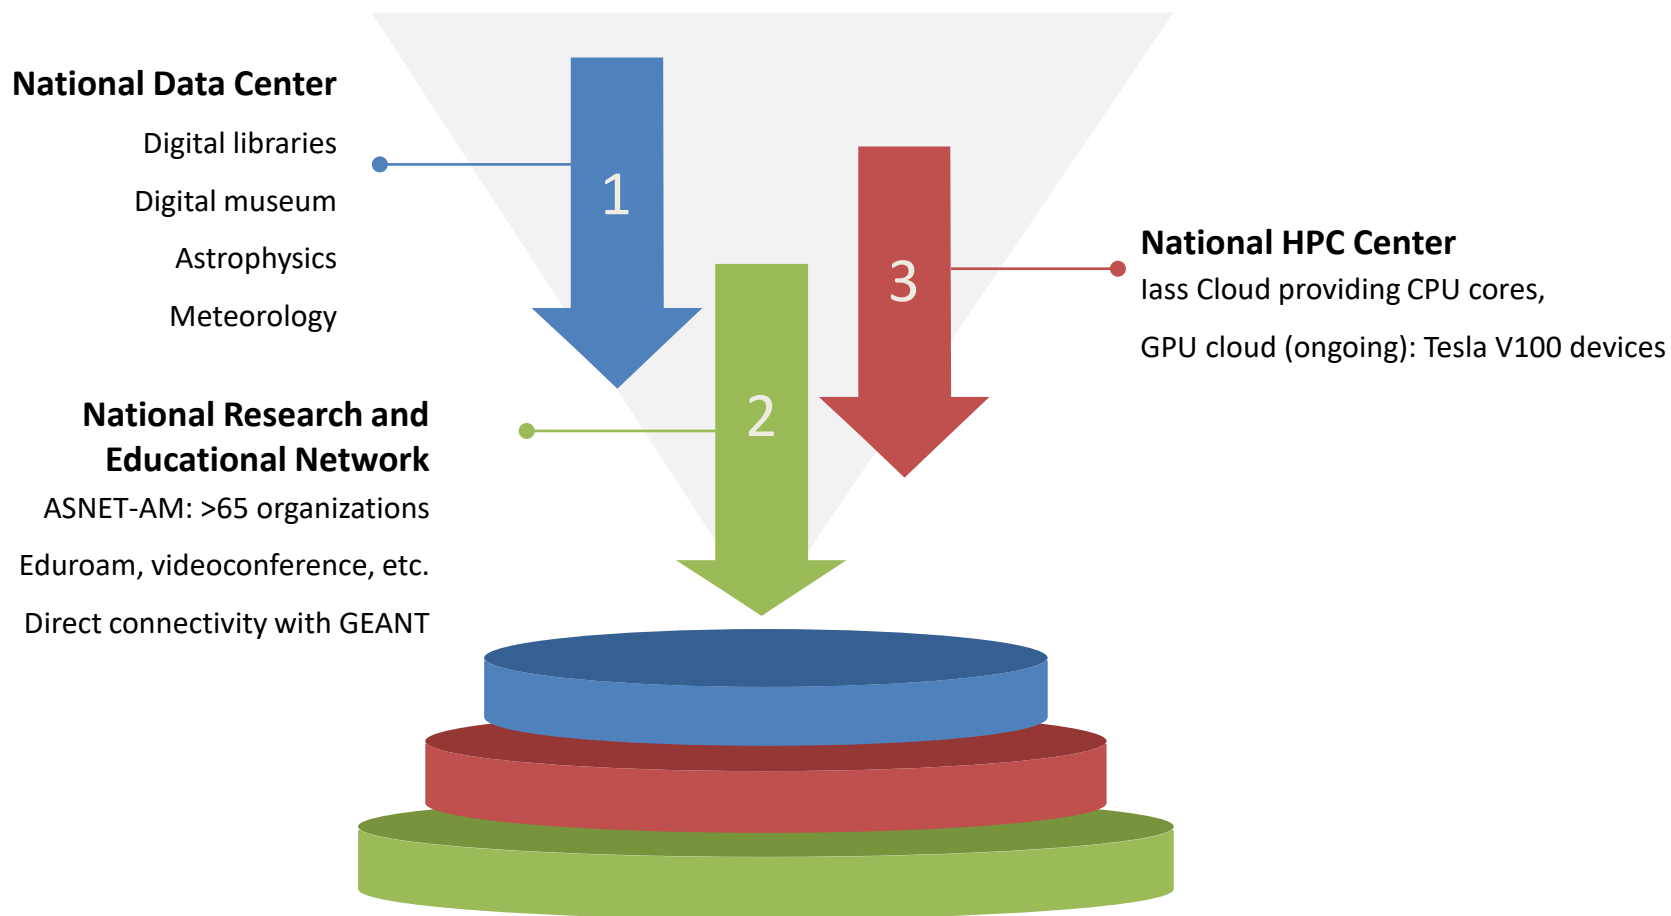 National Data Center
Digital libraries
Digital museum
Astrophysics
Meteorology
1
National Research and
Educational Network
ASNET-AM: >65 organizations
Eduroam, videoconference, etc.
Direct connectivity with GEANT
2
3
National HPC Center
Iass Cloud providing CPU cores,
GPU cloud (ongoing): Tesla V100 devices